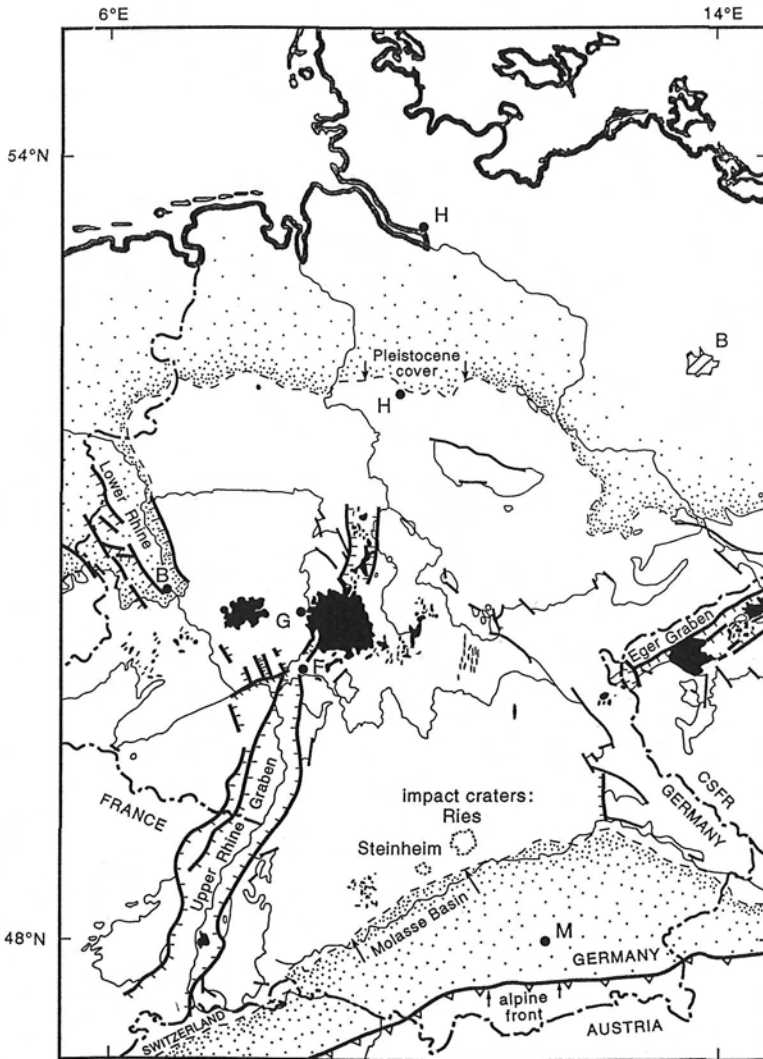 6°E
14°E
54°N
H
B
Pleistocene
cover
H
Lower Rhine
B
G
F
Eger Graben
CSFR
GERMANY
FRANCE
Upper Rhine Graben
impact craters:
Ries
Steinheim
Molasse Basin
48°N
M
GERMANY
SWITZERLAND
alpine
front
AUSTRIA